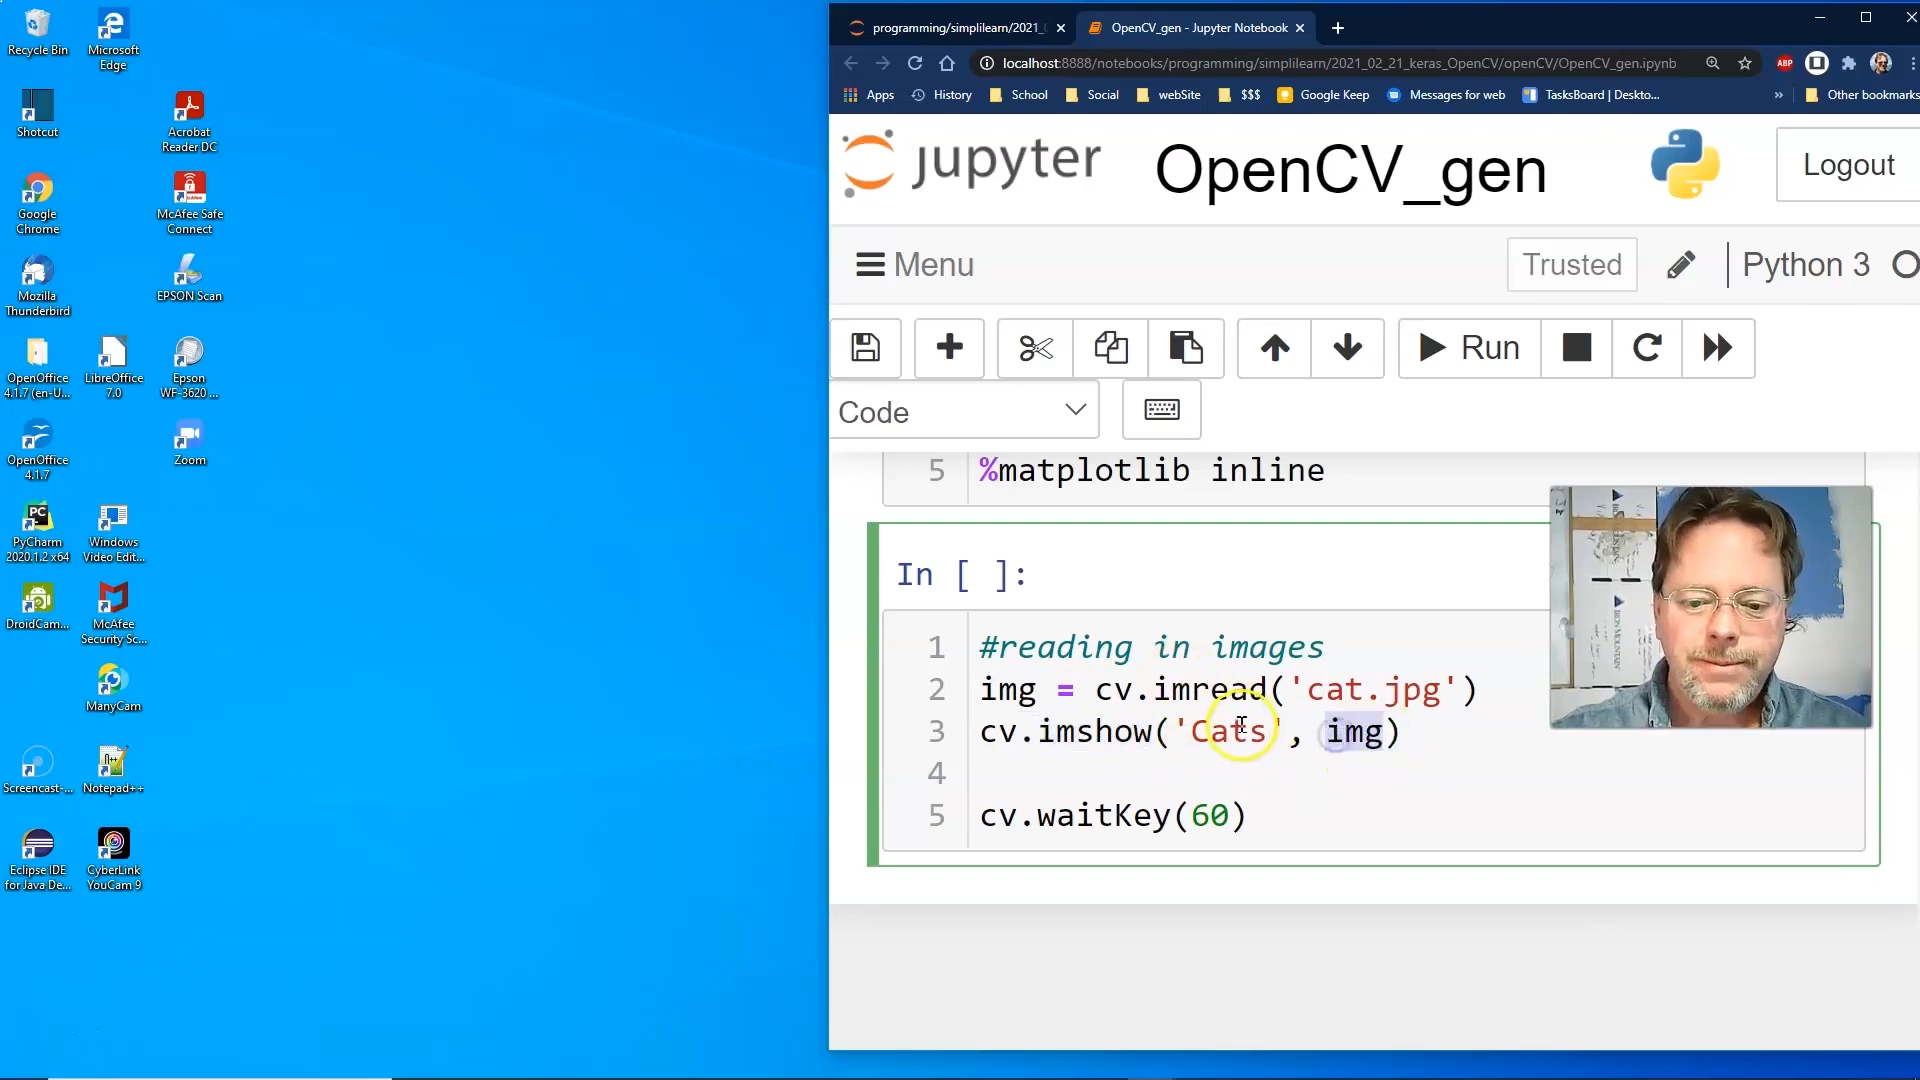 Recycle Bin
Microsoft
Edge
Shotcut
Acrobat
Reader DC
Google
Chrome
McAfee Safe
Connect
Mozilla
Thunderbird
EPSON Scan
OpenOffice
4.1.7 (en-U...
LibreOffice
7.0
Epson
WF-3620 ...
OpenOffice
4.1.7
Zoom
PyCharm
2020.1.2 x64
Windows
Video Edit...
DroidCam...
McAfee
Security Sc...
ManyCam
Screencast-...
Notepad++
Eclipse IDE
for Java De...
CyberLink
YouCam 9
programming/simplilearn/2021_
OpenCV_gen - Jupyter Notebook
localhost:8888/notebooks/programming/simplilearn/2021_02_21_keras_OpenCV/openCV/OpenCV_gen.ipynb
ABP
Apps
History
School
Social
webSite
$$$
Google Keep
Messages for web
TasksBoard | Deskto...
»
Other bookmarks
jupyter
OpenCV_gen
Logout
Menu
Trusted
Python 3
Run
Code
5 %matplotlib inline
In [ ]:
1 #reading in images
2 img = cv.imread('cat.jpg')
3 cv.imshow('Cats', img)
4
5 cv.waitKey(60)